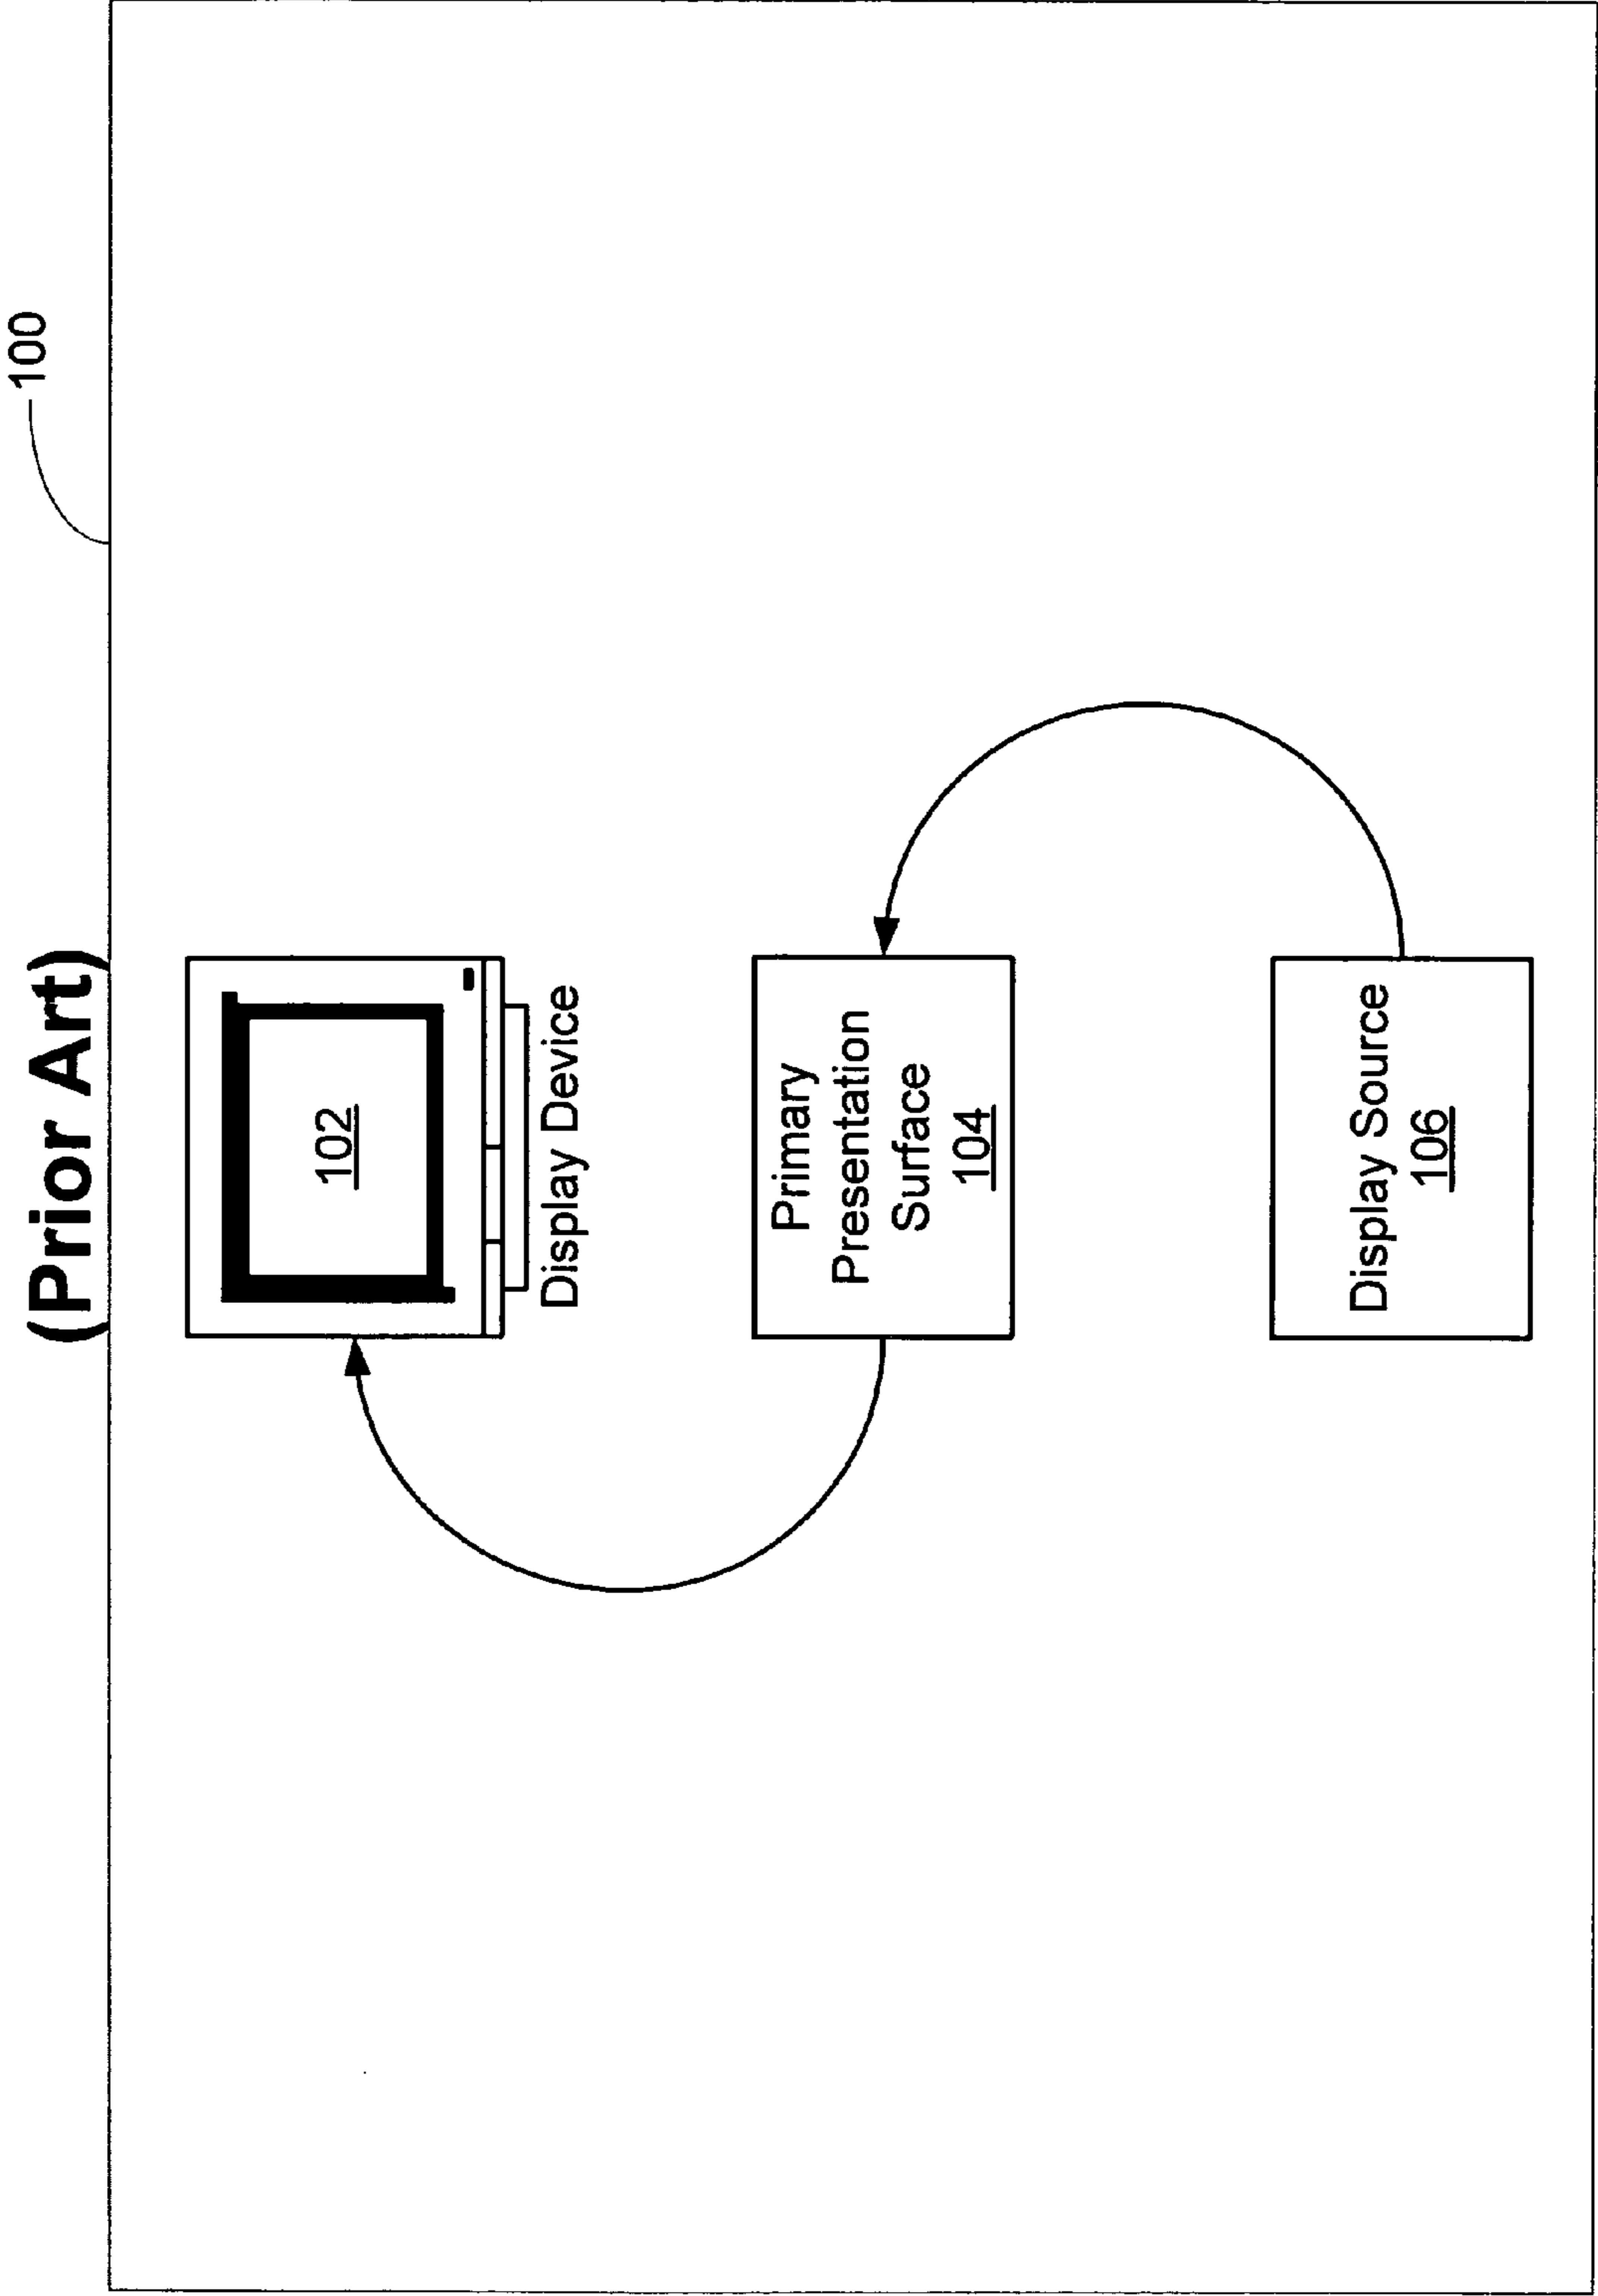 (Prior Art)
100
102
Display Device
Primary
Presentation
Surface
104
Display Source
106